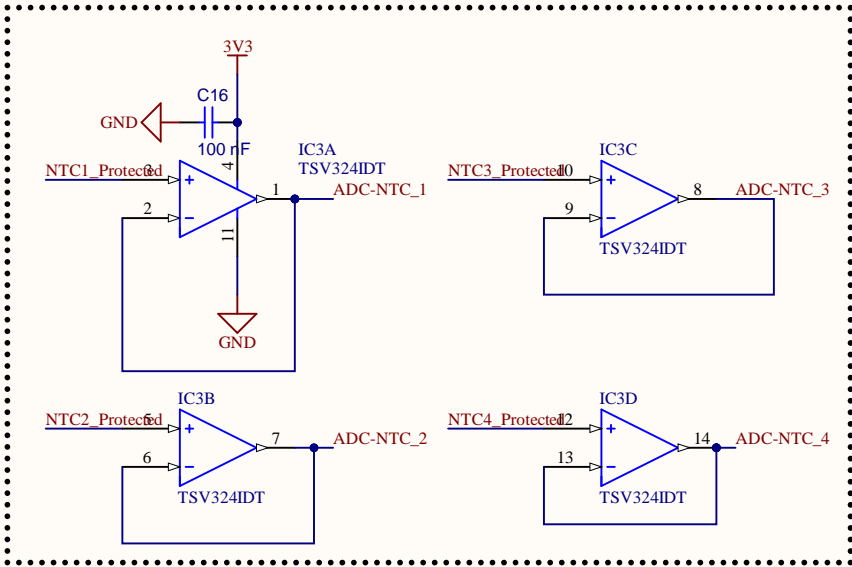 3V3
C16
GND
100 nF
4
IC3A
TSV324IDT
NTC1_Protected
3
+
1
ADC-NTC_1
2
−
11
GND
IC3C
NTC3_Protected
10
+
8
ADC-NTC_3
9
−
TSV324IDT
IC3B
NTC2_Protected
5
+
7
ADC-NTC_2
6
−
TSV324IDT
IC3D
NTC4_Protected
12
+
14
ADC-NTC_4
13
−
TSV324IDT